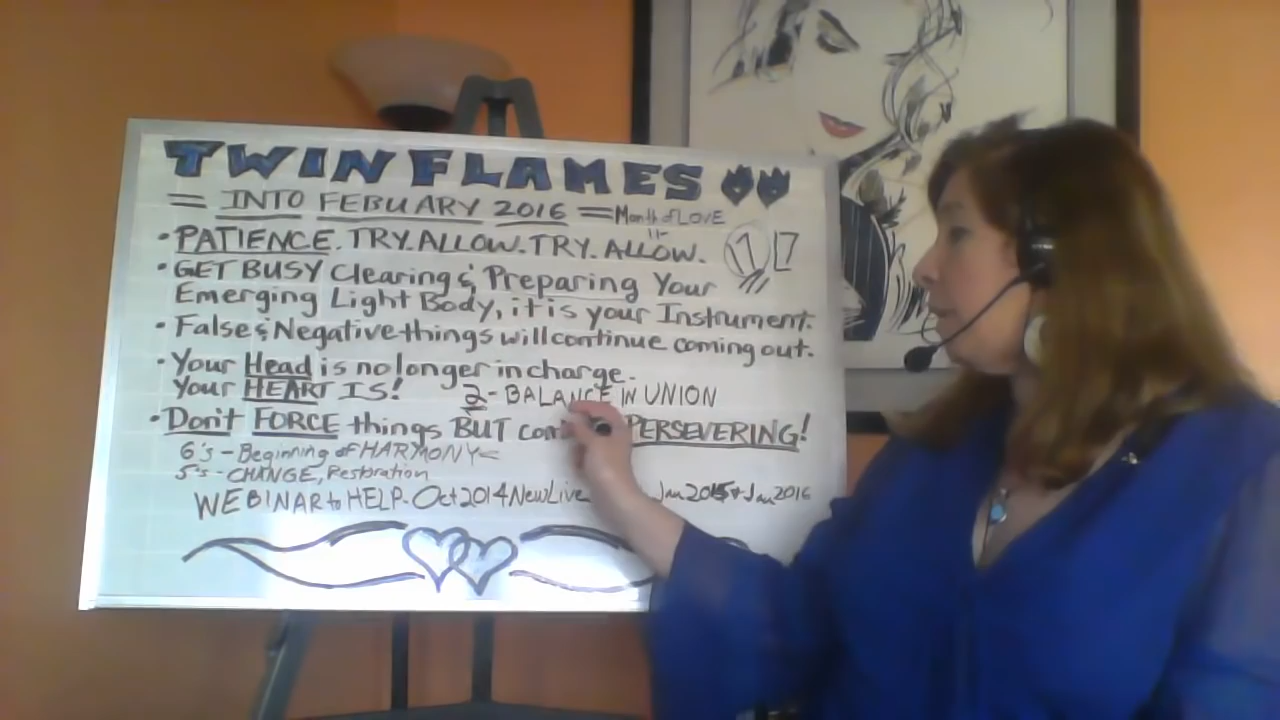 TWIN FLAMES
= INTO FEBUARY 2016 = Month of LOVE
• PATIENCE. TRY. ALLOW. TRY. ALLOW. 11 17
• GET BUSY Clearing & Preparing Your
Emerging Light Body, it is your Instrument.
• False & Negative things will continue coming out.
• Your Head is no longer in charge.
Your HEART IS! 2 - BALANCE IN UNION
• Don't FORCE things BUT PERSEVERING!
6's - Beginning of HARMONY
5's - CHANGE, Restoration
WEBINAR to HELP - Oct 2014 New Live Jan 2015 + Jan 2016